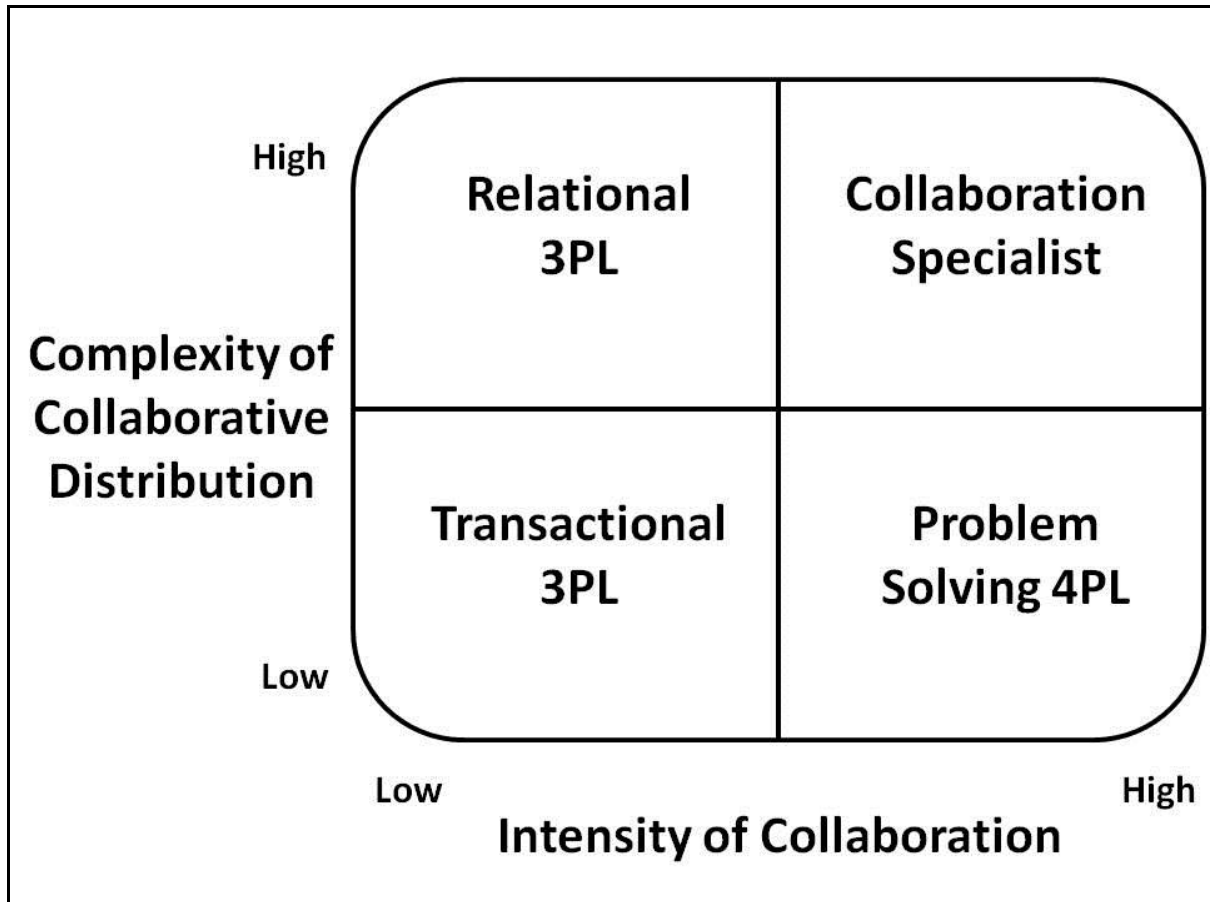 High
Relational
3PL
Collaboration
Specialist
Complexity of
Collaborative
Distribution
Transactional
3PL
Problem
Solving 4PL
Low
Low
High
Intensity of Collaboration